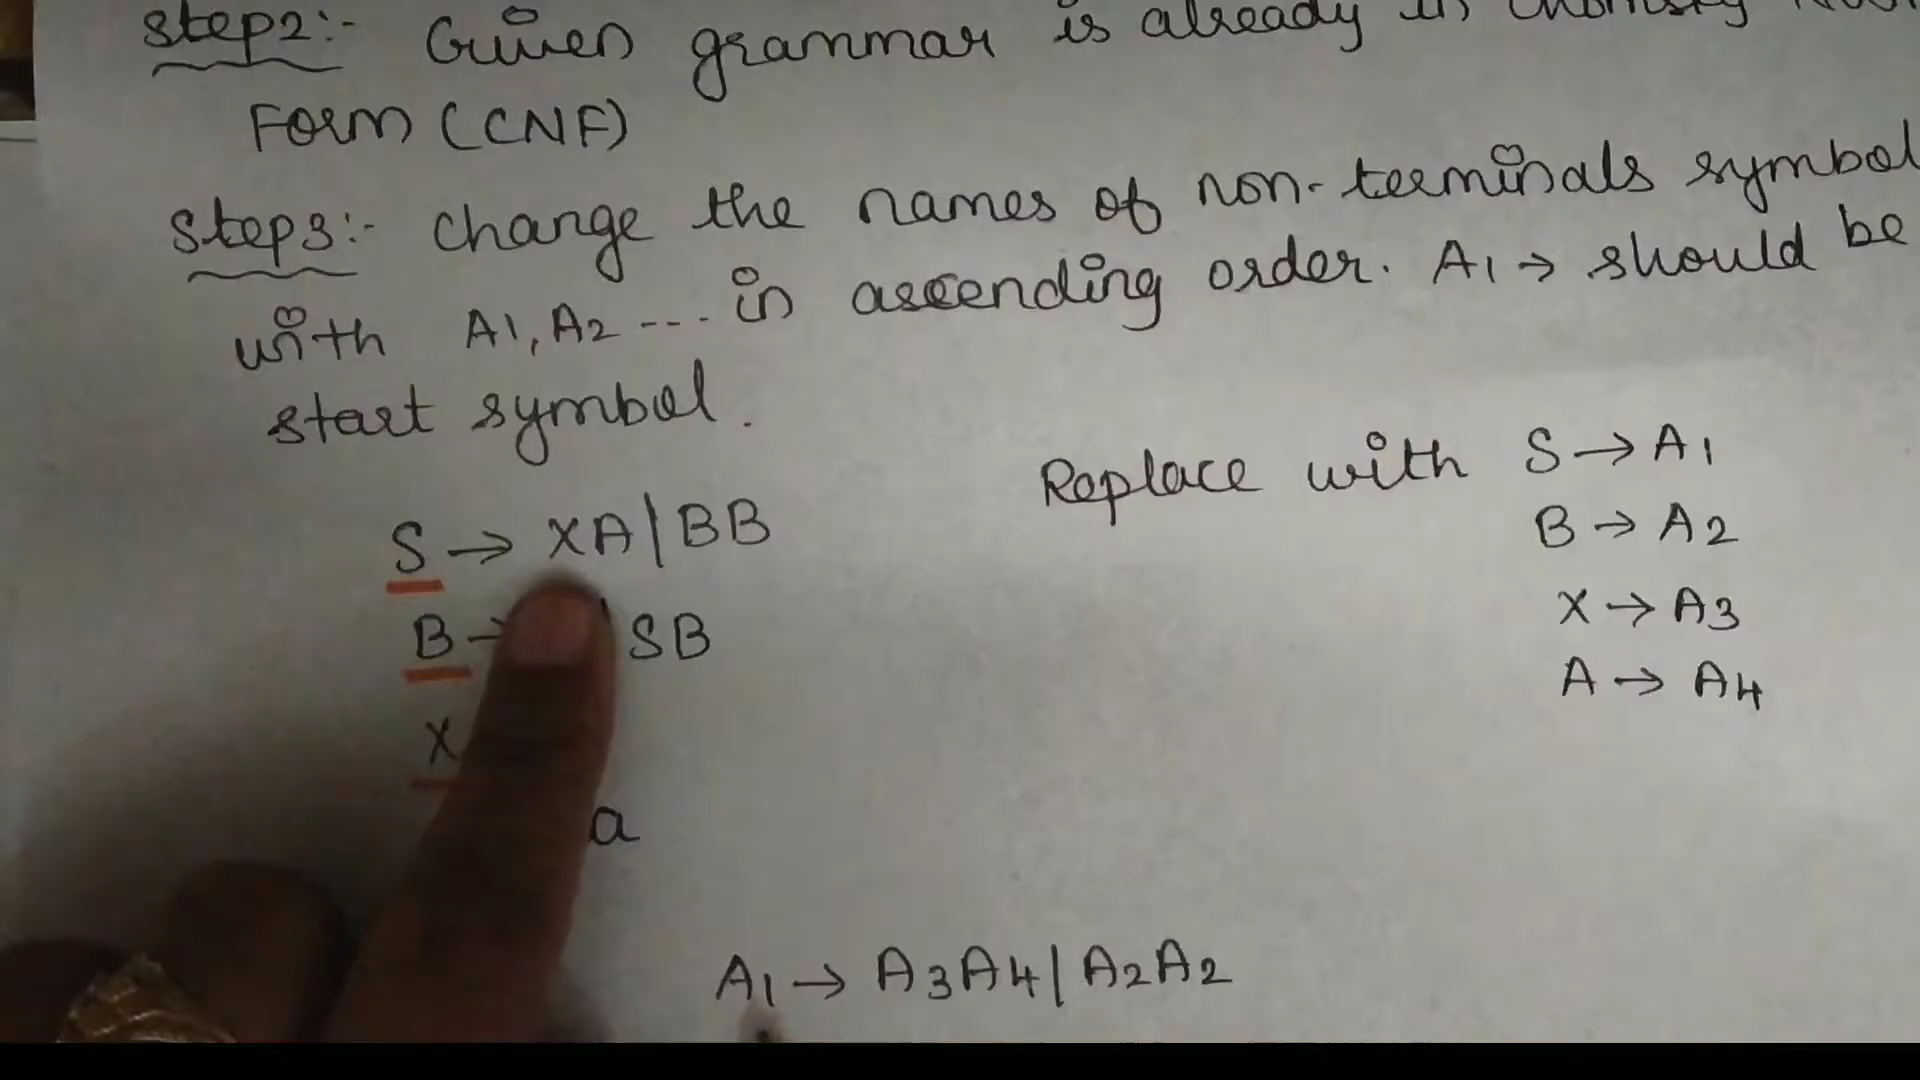 step2:- Given grammar is already in Chomsky
Form (CNF)
step3:- change the names of non-terminals symbol
with A1, A2 --- in ascending order. A1 → should be
start symbol.
Replace with S → A1
S → XA | BB
B → A2
B → SB
X → A3
X
A → A4
a
A1 → A3A4 | A2A2